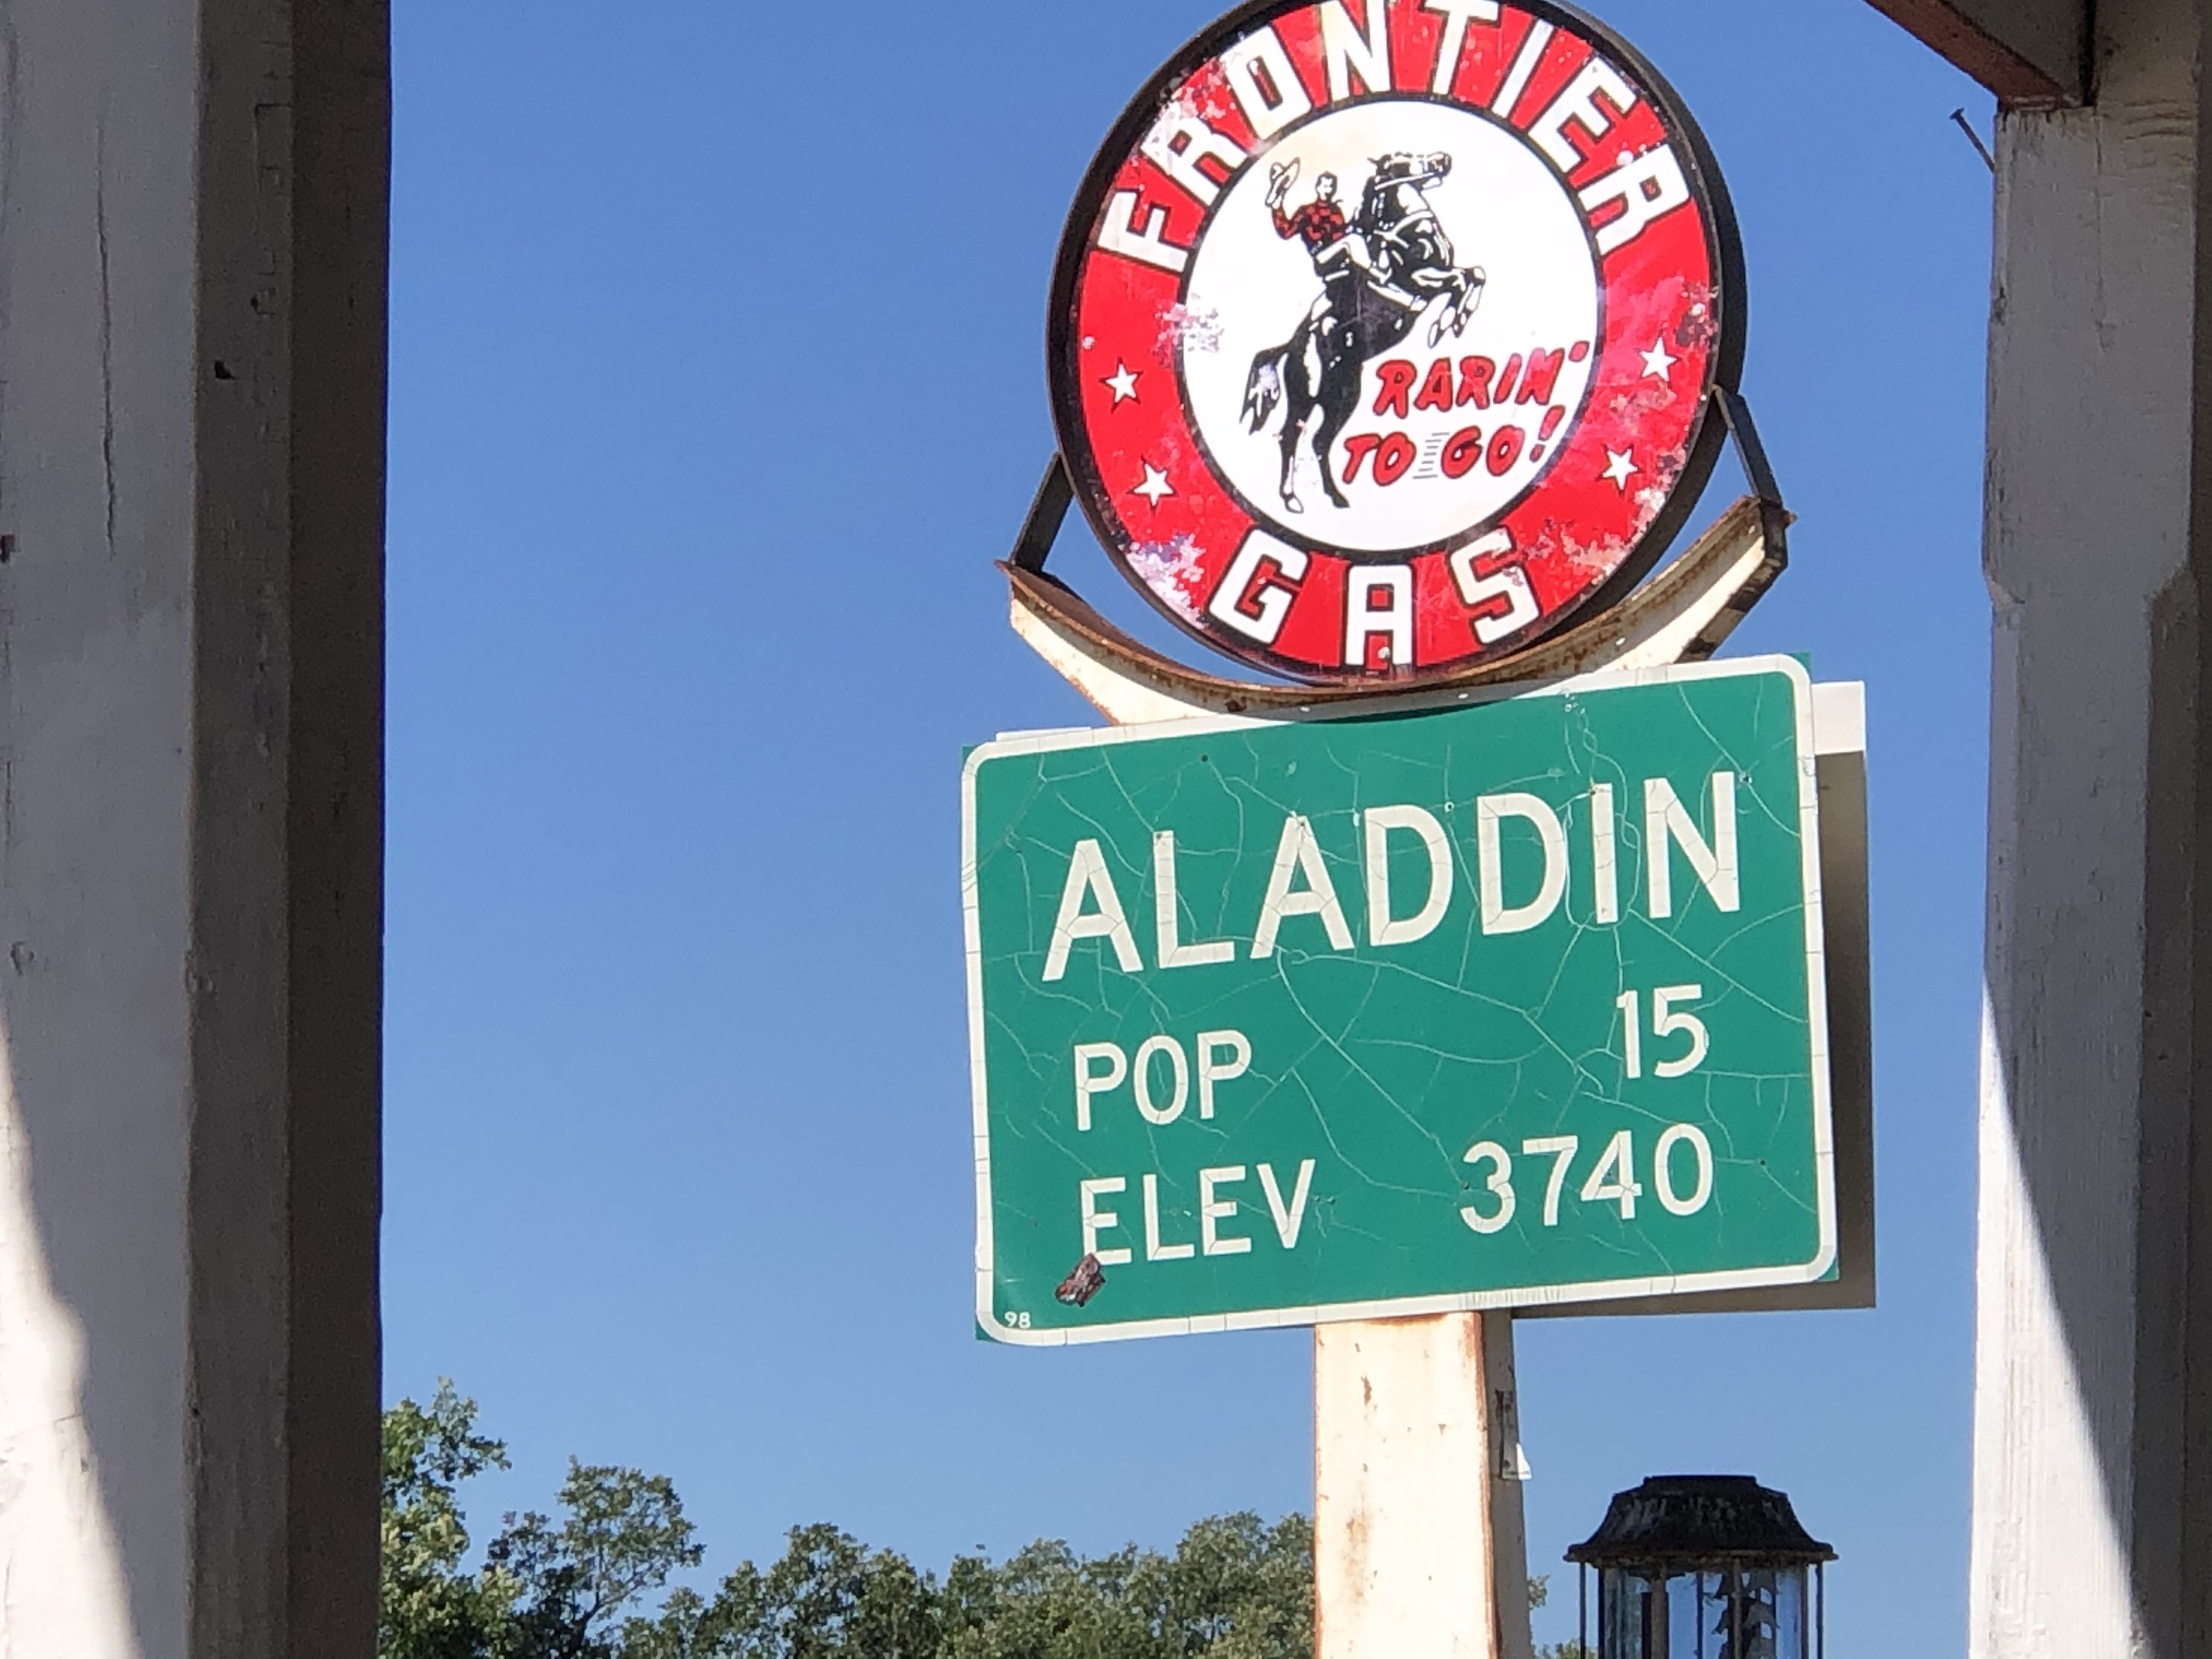 FRONTIER
RARIN'
TO GO!
GAS
ALADDIN
POP 15
ELEV 3740
98